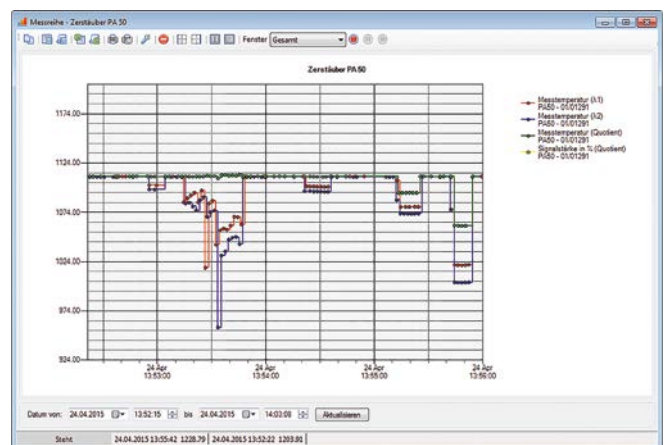 Messreihe - Zerstäuber PA 50
Fenster Gesamt
Zerstäuber PA50
Messtemperatur (λ1)
PA50 - 01/01291
Messtemperatur (λ2)
PA50 - 01/01291
Messtemperatur (Quotient)
PA50 - 01/01291
Signalstärke in % (Quotient)
PA50 - 01/01291
1174.00
1124.00
1074.00
1024.00
974.00
924.00
24 Apr 24 Apr 24 Apr 24 Apr
13:53:00 13:54:00 13:55:00 13:56:00
Datum von: 24.04.2015 13:52:15 bis 24.04.2015 14:03:08 Aktualisieren
Steht 24.04.2015 13:55:42 1228.79 24.04.2015 13:52:22 1203.91